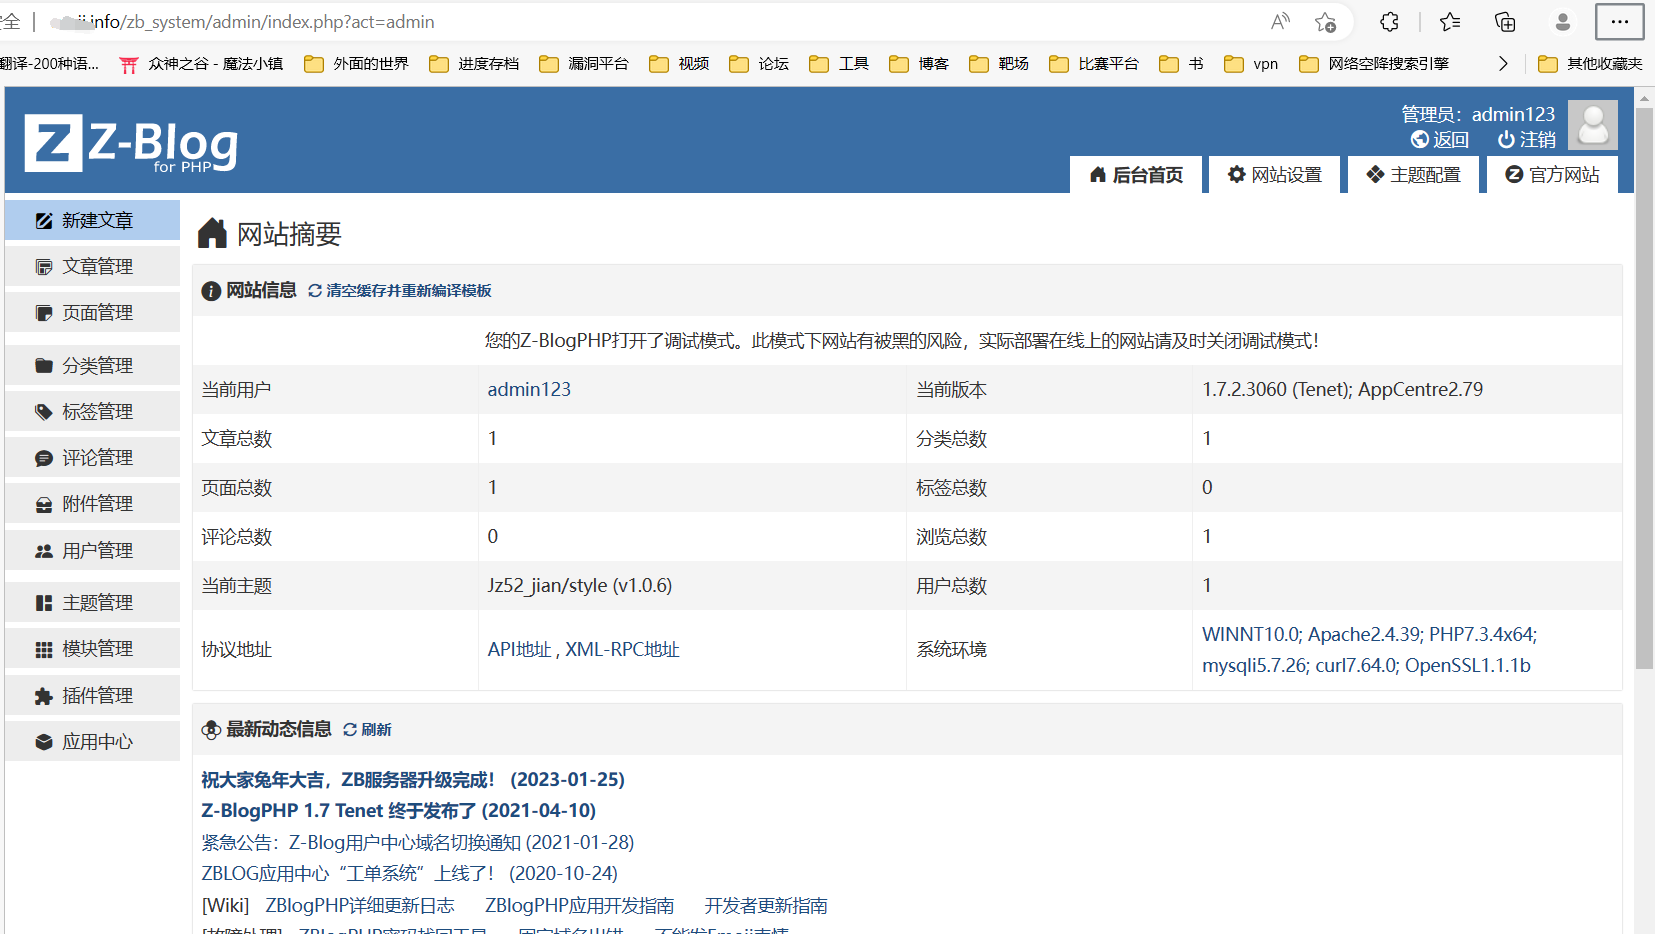 info/zb_system/admin/index.php?act=admin
翻译-200种语... 众神之谷 - 魔法小镇 外面的世界 进度存档 漏洞平台 视频 论坛 工具 博客 靶场 比赛平台 书 vpn 网络空降搜索引擎 其他收藏夹
Z Z-Blog
for PHP
管理员：admin123
返回 注销
后台首页 网站设置 主题配置 官方网站
新建文章
文章管理
页面管理
分类管理
标签管理
评论管理
附件管理
用户管理
主题管理
模块管理
插件管理
应用中心
网站摘要
网站信息 清空缓存并重新编译模板
您的Z-BlogPHP打开了调试模式。此模式下网站有被黑的风险，实际部署在线上的网站请及时关闭调试模式！
当前用户 admin123 当前版本 1.7.2.3060 (Tenet); AppCentre2.79
文章总数 1 分类总数 1
页面总数 1 标签总数 0
评论总数 0 浏览总数 1
当前主题 Jz52_jian/style (v1.0.6) 用户总数 1
协议地址 API地址 , XML-RPC地址 系统环境 WINNT10.0; Apache2.4.39; PHP7.3.4x64;
mysqli5.7.26; curl7.64.0; OpenSSL1.1.1b
最新动态信息 刷新
祝大家兔年大吉，ZB服务器升级完成！ (2023-01-25)
Z-BlogPHP 1.7 Tenet 终于发布了 (2021-04-10)
紧急公告：Z-Blog用户中心域名切换通知 (2021-01-28)
ZBLOG应用中心“工单系统”上线了！ (2020-10-24)
[Wiki] ZBlogPHP详细更新日志 ZBlogPHP应用开发指南 开发者更新指南